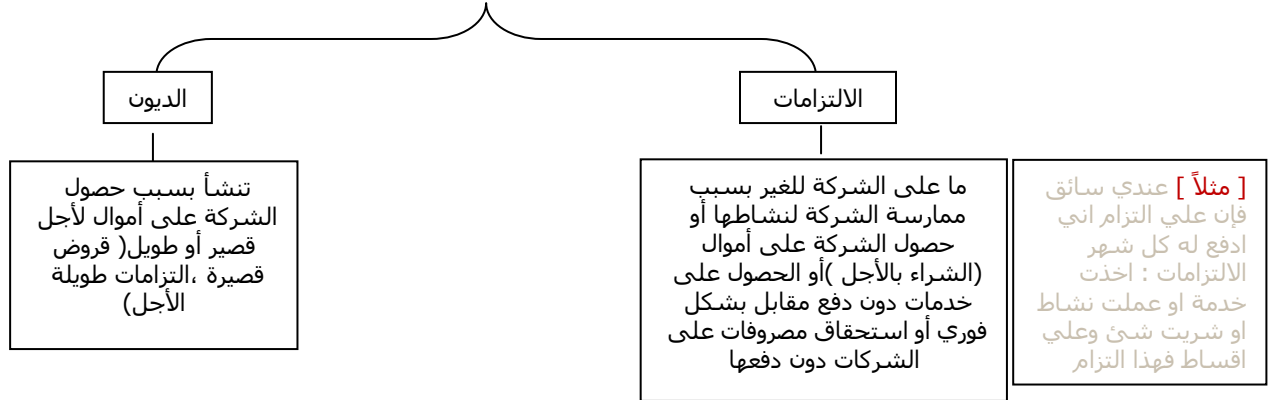 الالتزامات
الديون
[ مثلاً ] عندي سائق
فإن علي التزام اني
ادفع له كل شهر
الالتزامات : اخذت
خدمة او عملت نشاط
او شريت شئ وعلي
اقساط فهذا التزام
ما على الشركة للغير بسبب
ممارسة الشركة لنشاطها أو
حصول الشركة على أموال
(الشراء بالأجل )أو الحصول على
خدمات دون دفع مقابل بشكل
فوري أو استحقاق مصروفات على
الشركات دون دفعها
تنشأ بسبب حصول
الشركة على أموال لأجل
قصير أو طويل( قروض
قصيرة ،التزامات طويلة
الأجل)